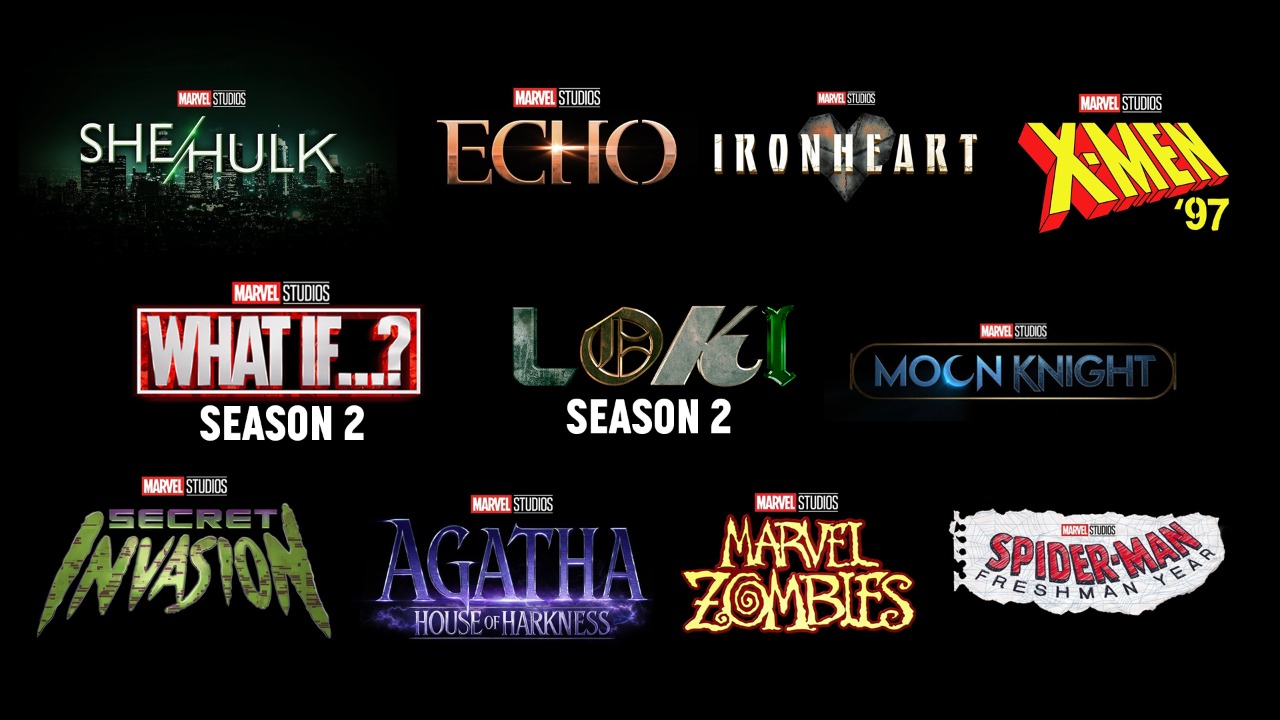 MARVEL STUDIOS
SHE/HULK
MARVEL STUDIOS
ECHO
MARVEL STUDIOS
IRONHEART
MARVEL STUDIOS
X-MEN
'97
MARVEL STUDIOS
WHAT IF...?
SEASON 2
LOKI
SEASON 2
MARVEL STUDIOS
MOON KNIGHT
MARVEL STUDIOS
SECRET
INVASION
MARVEL STUDIOS
AGATHA
HOUSE OF HARKNESS
MARVEL STUDIOS
MARVEL
ZOMBIES
MARVEL STUDIOS
SPIDER-MAN
FRESHMAN YEAR